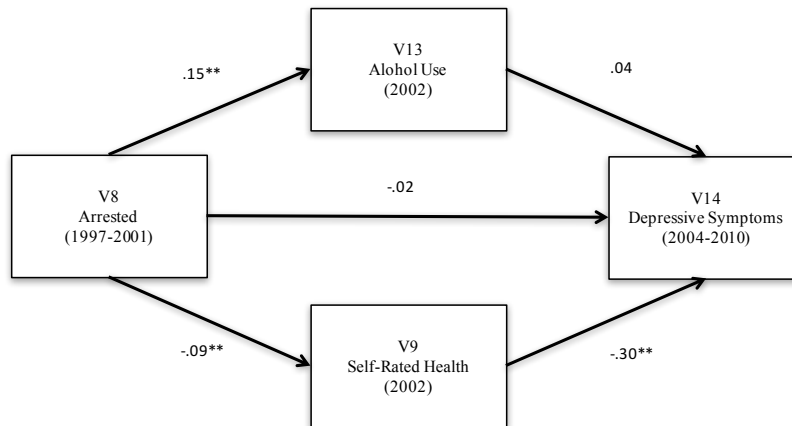 V13
Alohol Use
(2002)
.15**
.04
V8
Arrested
(1997-2001)
-.02
V14
Depressive Symptoms
(2004-2010)
V9
Self-Rated Health
(2002)
-.09**
-.30**